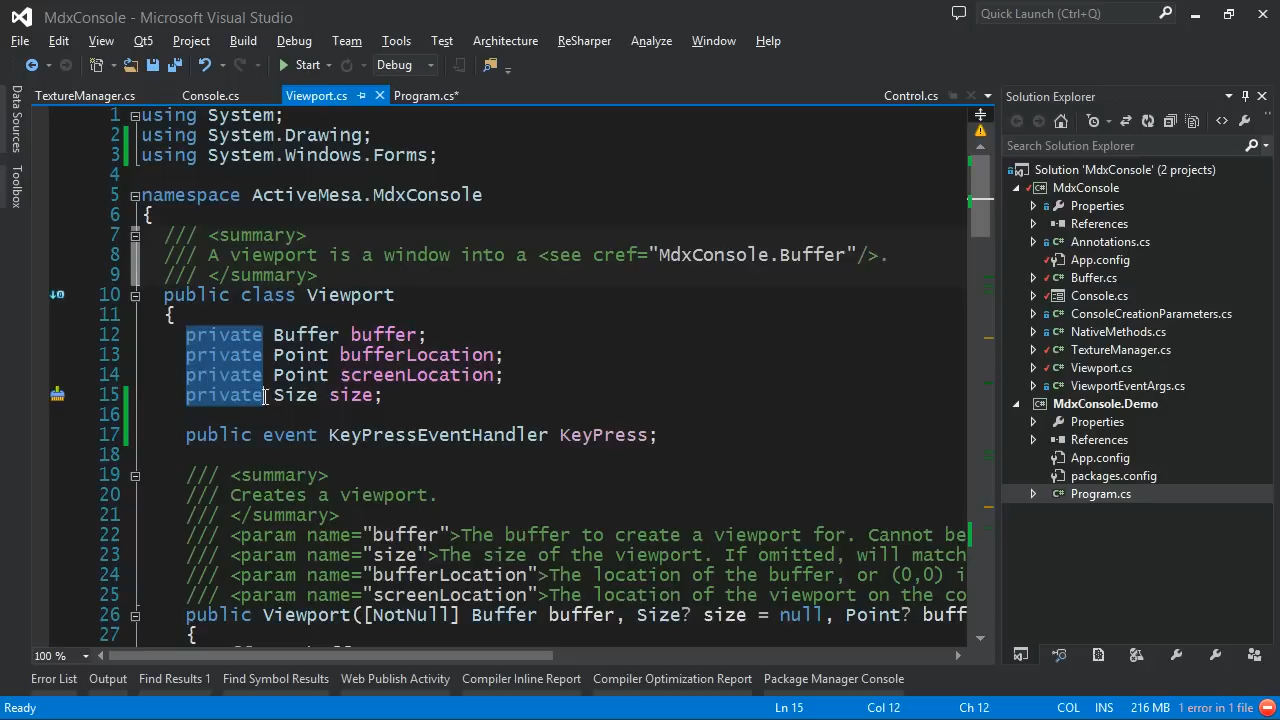 MdxConsole - Microsoft Visual Studio
Quick Launch (Ctrl+Q)
File Edit View Qt5 Project Build Debug Team Tools Test Architecture ReSharper Analyze Window Help
Start Debug
TextureManager.cs Console.cs Viewport.cs Program.cs* Control.cs
Data Sources
Toolbox
1 using System;
2 using System.Drawing;
3 using System.Windows.Forms;
4
5 namespace ActiveMesa.MdxConsole
6 {
7 /// <summary>
8 /// A viewport is a window into a <see cref="MdxConsole.Buffer"/>.
9 /// </summary>
10 public class Viewport
11 {
12 private Buffer buffer;
13 private Point bufferLocation;
14 private Point screenLocation;
15 private Size size;
16
17 public event KeyPressEventHandler KeyPress;
18
19 /// <summary>
20 /// Creates a viewport.
21 /// </summary>
22 /// <param name="buffer">The buffer to create a viewport for. Cannot be
23 /// <param name="size">The size of the viewport. If omitted, will match
24 /// <param name="bufferLocation">The location of the buffer, or (0,0) i
25 /// <param name="screenLocation">The location of the viewport on the co
26 public Viewport([NotNull] Buffer buffer, Size? size = null, Point? buff
27 {
100 %
Solution Explorer
Search Solution Explorer
Solution 'MdxConsole' (2 projects)
MdxConsole
Properties
References
Annotations.cs
App.config
Buffer.cs
Console.cs
ConsoleCreationParameters.cs
NativeMethods.cs
TextureManager.cs
Viewport.cs
ViewportEventArgs.cs
MdxConsole.Demo
Properties
References
App.config
packages.config
Program.cs
Error List Output Find Results 1 Find Symbol Results Web Publish Activity Compiler Inline Report Compiler Optimization Report Package Manager Console
Ready Ln 15 Col 12 Ch 12 COL INS 216 MB 1 error in 1 file